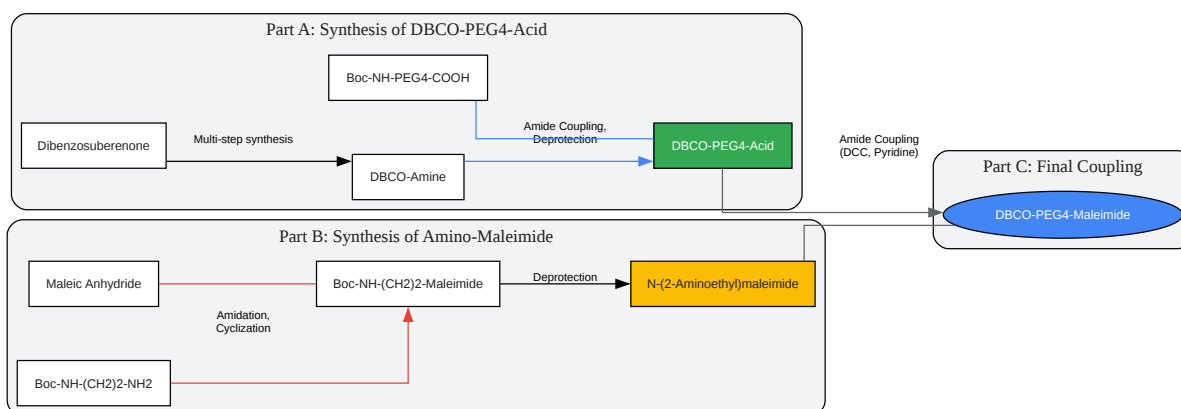 Part A: Synthesis of DBCO-PEG4-Acid
Boc-NH-PEG4-COOH
Dibenzosuberenone
Multi-step synthesis
DBCO-Amine
Amide Coupling,
Deprotection
DBCO-PEG4-Acid
Amide Coupling
(DCC, Pyridine)
Part C: Final Coupling
DBCO-PEG4-Maleimide
Part B: Synthesis of Amino-Maleimide
Maleic Anhydride
Amidation,
Cyclization
Boc-NH-(CH2)2-Maleimide
Deprotection
N-(2-Aminoethyl)maleimide
Boc-NH-(CH2)2-NH2